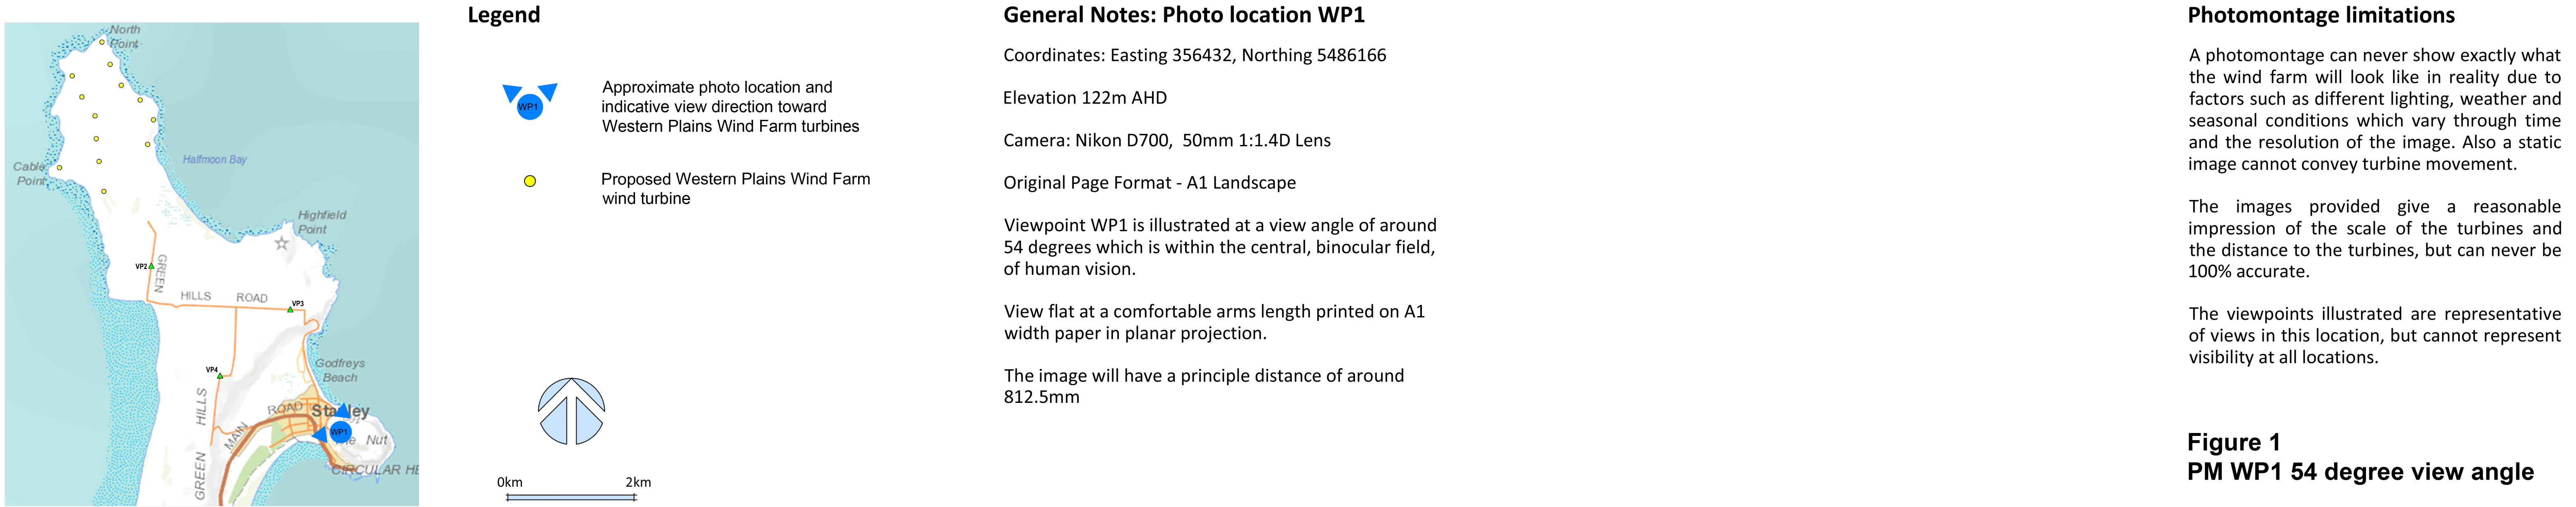 North
Point
Cable
Point
Halfmoon Bay
Highfield
Point
VP2
GREEN
HILLS ROAD
VP3
Godfreys
Beach
VP4
GREEN HILLS
MAIN ROAD
Stanley
WP1
The Nut
CIRCULAR HE
Legend
WP1
Approximate photo location and
indicative view direction toward
Western Plains Wind Farm turbines
Proposed Western Plains Wind Farm
wind turbine
0km 2km
General Notes: Photo location WP1
Coordinates: Easting 356432, Northing 5486166
Elevation 122m AHD
Camera: Nikon D700, 50mm 1:1.4D Lens
Original Page Format - A1 Landscape
Viewpoint WP1 is illustrated at a view angle of around
54 degrees which is within the central, binocular field,
of human vision.
View flat at a comfortable arms length printed on A1
width paper in planar projection.
The image will have a principle distance of around
812.5mm
Photomontage limitations
A photomontage can never show exactly what
the wind farm will look like in reality due to
factors such as different lighting, weather and
seasonal conditions which vary through time
and the resolution of the image. Also a static
image cannot convey turbine movement.
The images provided give a reasonable
impression of the scale of the turbines and
the distance to the turbines, but can never be
100% accurate.
The viewpoints illustrated are representative
of views in this location, but cannot represent
visibility at all locations.
Figure 1
PM WP1 54 degree view angle